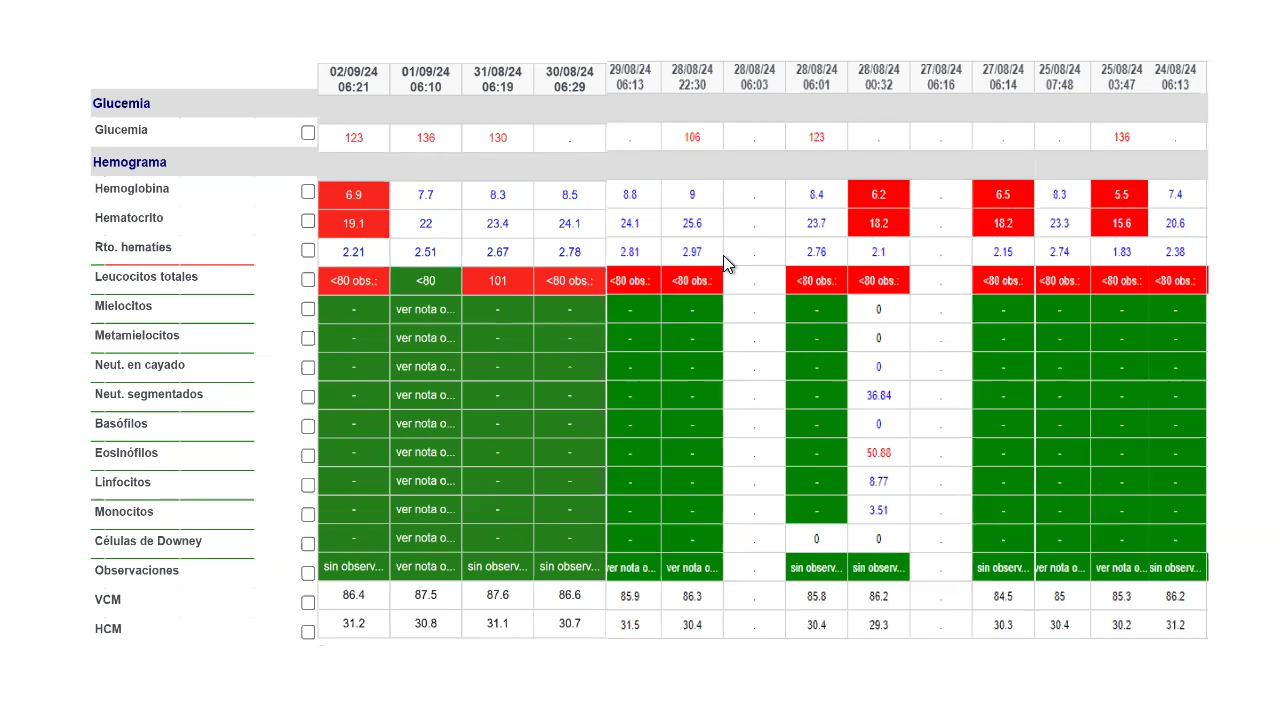 02/09/24 01/09/24 31/08/24 30/08/24 29/08/24 28/08/24 28/08/24 28/08/24 28/08/24 27/08/24 27/08/24 25/08/24 25/08/24 24/08/24
06:21 06:10 06:19 06:29 06:13 22:30 06:03 06:01 00:32 06:16 06:14 07:48 03:47 06:13
Glucemia
Glucemia 123 136 130 . . 106 . 123 . . . . 136 .
Hemograma
Hemoglobina 6.9 7.7 8.3 8.5 8.8 9 . 8.4 6.2 . 6.5 8.3 5.5 7.4
Hematocrito 19.1 22 23.4 24.1 24.1 25.6 . 23.7 18.2 . 18.2 23.3 15.6 20.6
Rto. hematies 2.21 2.51 2.67 2.78 2.81 2.97 . 2.76 2.1 . 2.15 2.74 1.83 2.38
Leucocitos totales <80 obs.: <80 101 <80 obs.: <80 obs.: <80 obs.: . <80 obs.: <80 obs.: . <80 obs.: <80 obs.: <80 obs.: <80 obs.:
Mielocitos - ver nota o... - - - - . - 0 . - - - -
Metamielocitos - ver nota o... - - - - . - 0 . - - - -
Neut. en cayado - ver nota o... - - - - . - 0 . - - - -
Neut. segmentados - ver nota o... - - - - . - 36.84 . - - - -
Basófilos - ver nota o... - - - - . - 0 . - - - -
Eosinófilos - ver nota o... - - - - . - 50.88 . - - - -
Linfocitos - ver nota o... - - - - . - 8.77 . - - - -
Monocitos - ver nota o... - - - - . - 3.51 . - - - -
Células de Downey - ver nota o... - - - - . 0 0 . - - - -
Observaciones sin observ... ver nota o... sin observ... sin observ... ver nota o... ver nota o... . sin observ... sin observ... . sin observ... ver nota o... ver nota o... sin observ...
VCM 86.4 87.5 87.6 86.6 85.9 86.3 . 85.8 86.2 . 84.5 85 85.3 86.2
HCM 31.2 30.8 31.1 30.7 31.5 30.4 . 30.4 29.3 . 30.3 30.4 30.2 31.2